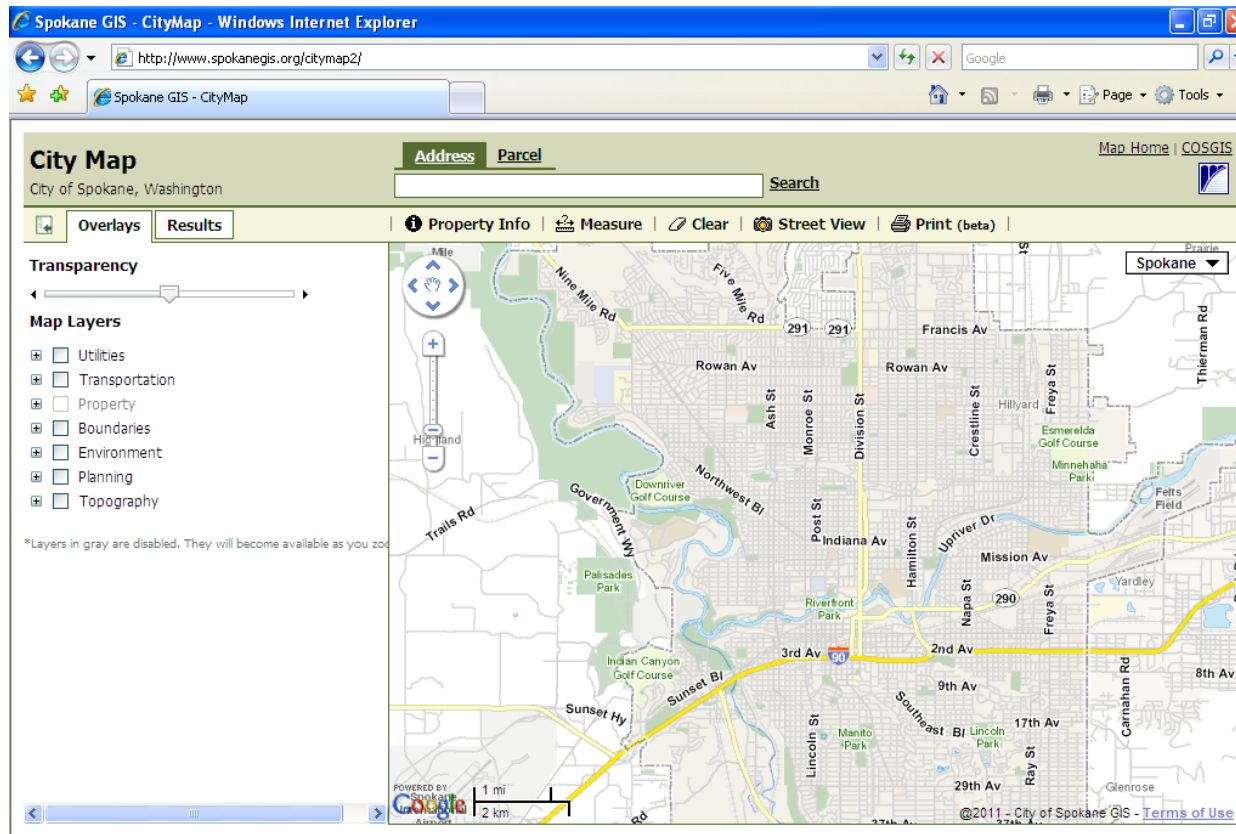 Spokane GIS - CityMap - Windows Internet Explorer
http://www.spokanegis.org/citymap2/
Google
Spokane GIS - CityMap
Page
Tools
City Map
City of Spokane, Washington
Address Parcel
Search
Map Home | COSGIS
Overlays Results
Property Info | Measure | Clear | Street View | Print (beta) |
Transparency
Map Layers
Utilities
Transportation
Property
Boundaries
Environment
Planning
Topography
*Layers in gray are disabled. They will become available as you zoo
Spokane
Mile
Prairie
St
Nine Mile Rd
Five Mile Rd
291
291
Francis Av
Thierman Rd
Rowan Av
Rowan Av
Ash St
Monroe St
Division St
Crestline St
Freya St
Hillyard
Esmerelda
Golf Course
Minnehaha
Park
Felts
Field
Downriver
Golf Course
Northwest Bl
Government Wy
Trails Rd
Post St
Indiana Av
Hamilton St
Upriver Dr
Mission Av
Yardley
Palisades
Park
Riverfront
Park
Napa St
290
Freya St
3rd Av
90
2nd Av
Indian Canyon
Golf Course
Sunset Bl
8th Av
9th Av
Sunset Hy
Southeast Bl
Lincoln
Park
17th Av
Carnahan Rd
Lincoln St
Manito
Park
Ray St
29th Av
Glenrose
37th Av
Rd
POWERED BY
Google
Spokane
Airport
1 mi
2 km
@2011 - City of Spokane GIS - Terms of Use